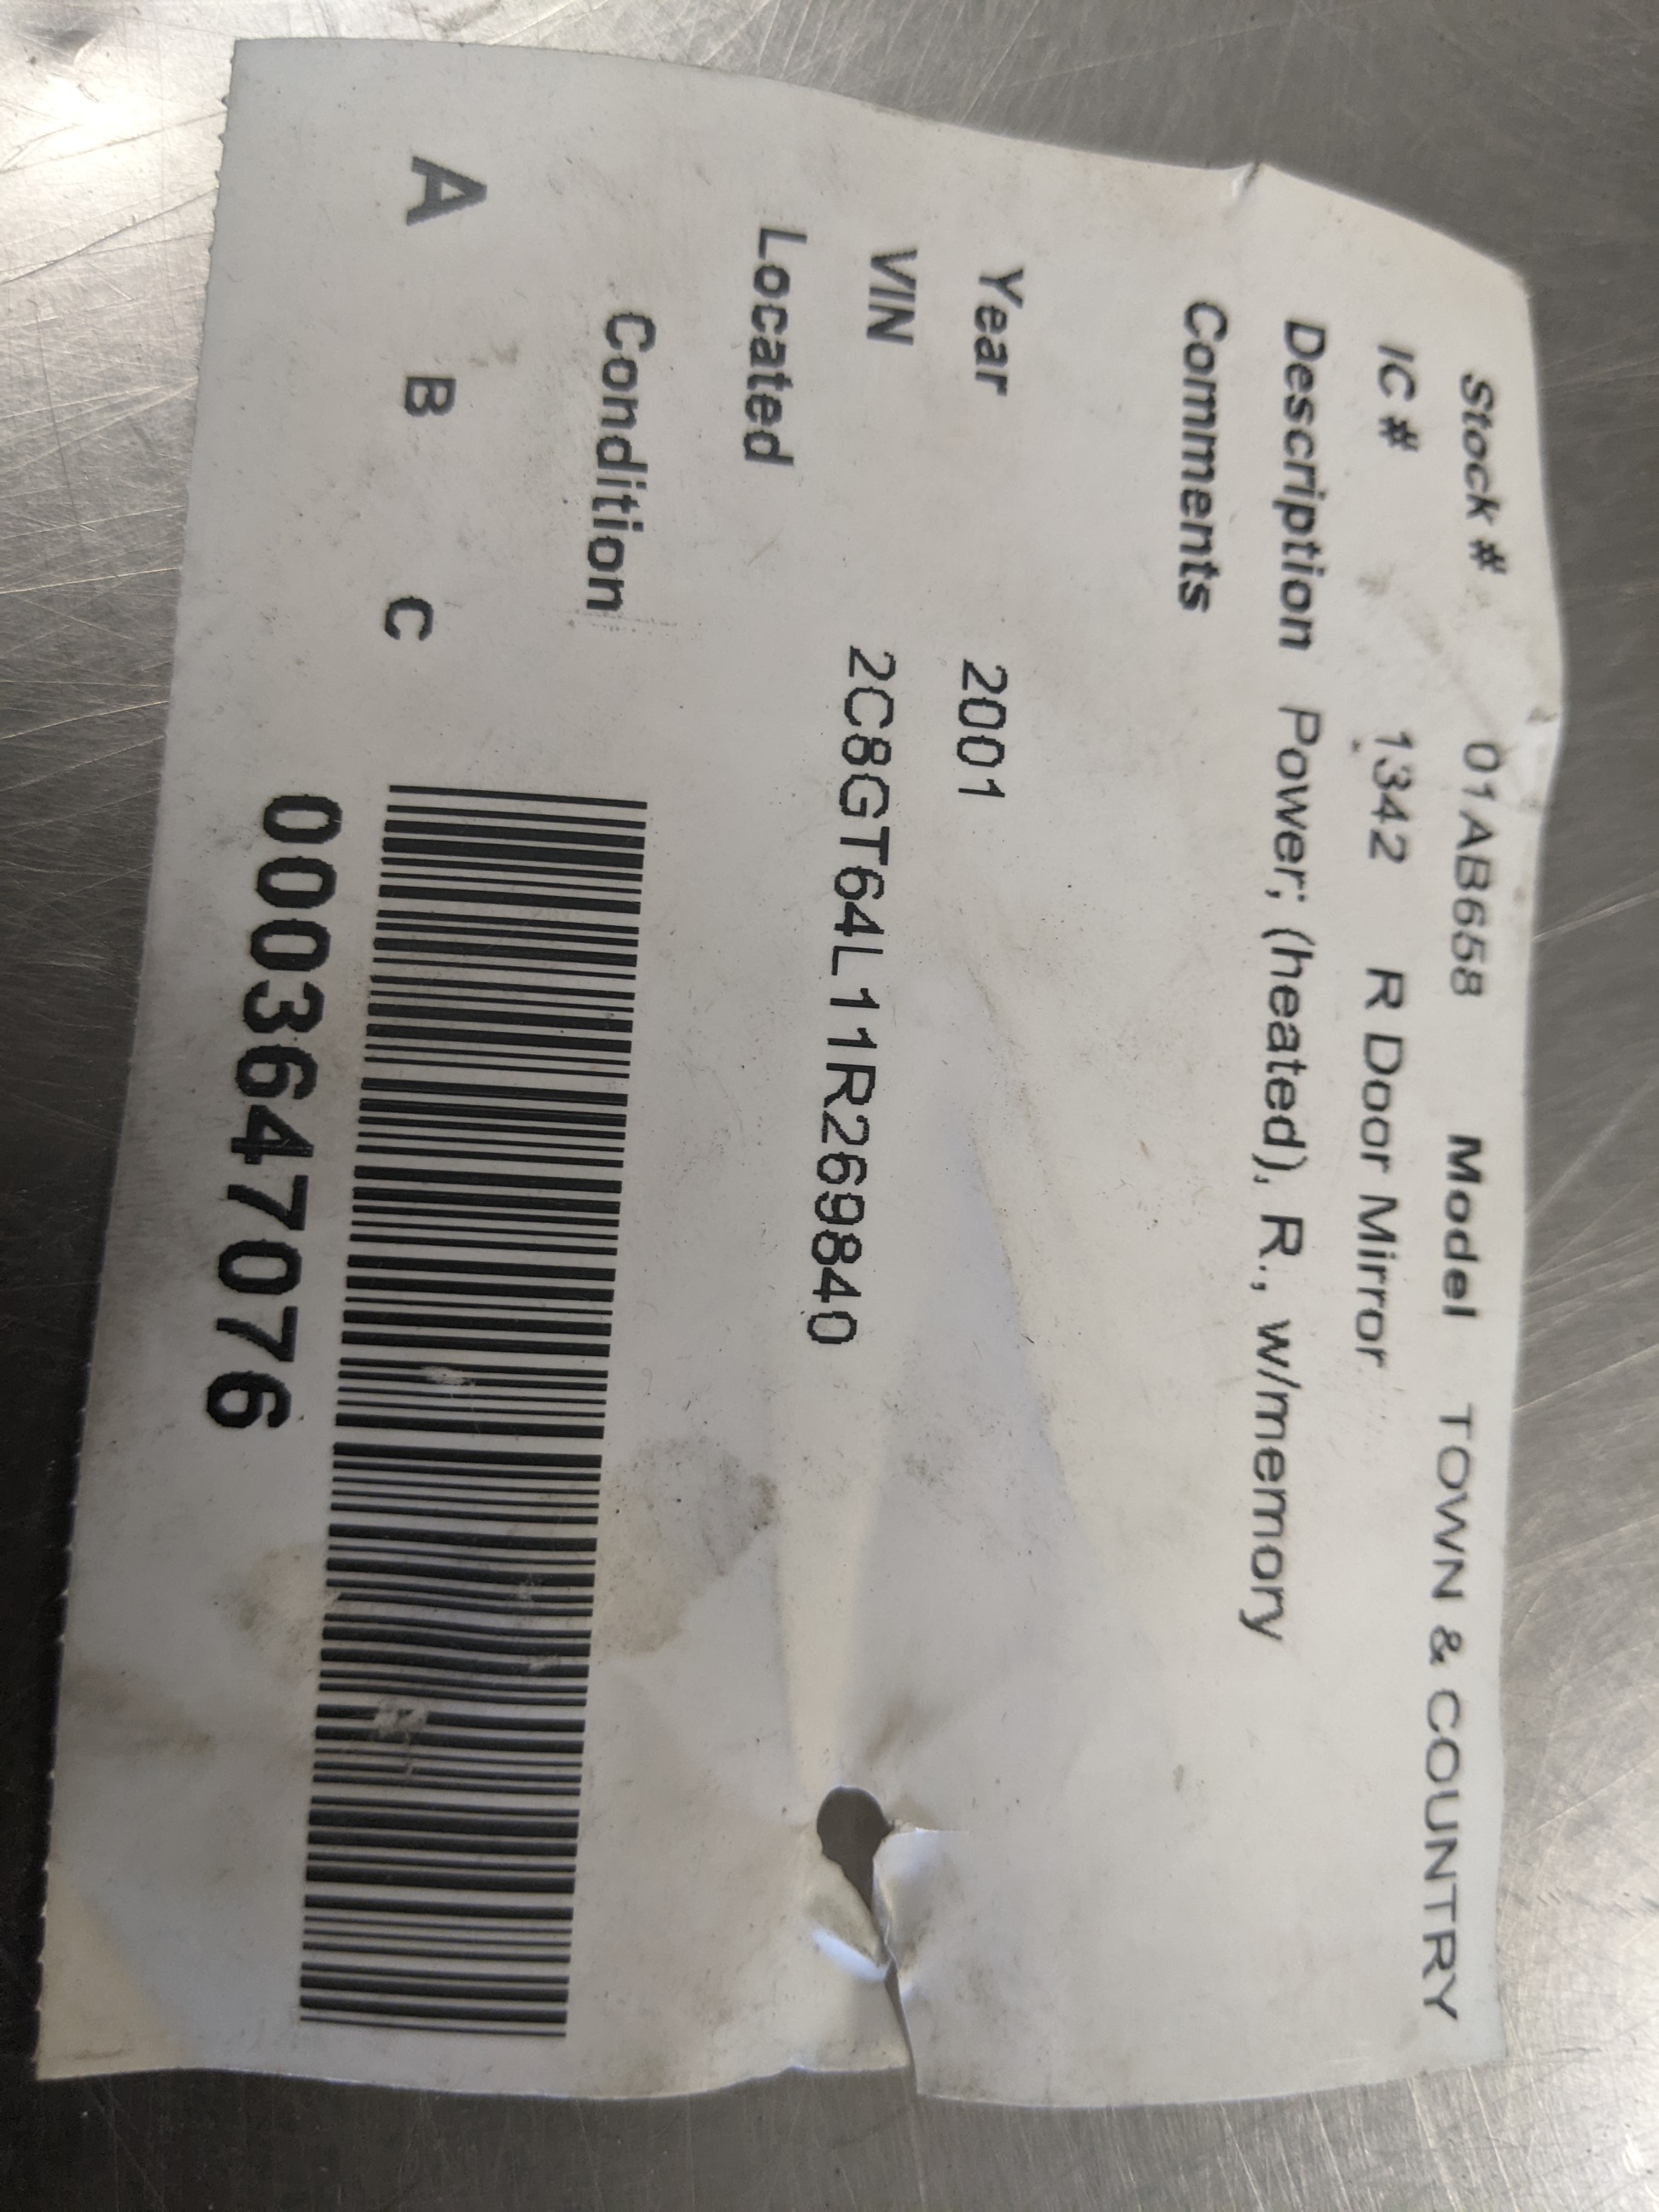 Stock # 01AB658 Model TOWN & COUNTRY
IC # 1342 R Door Mirror
Description Power; (heated), R., w/memory
Comments
Year 2001
VIN 2C8GT64L11R269840
Located
Condition
A B C
0003647076